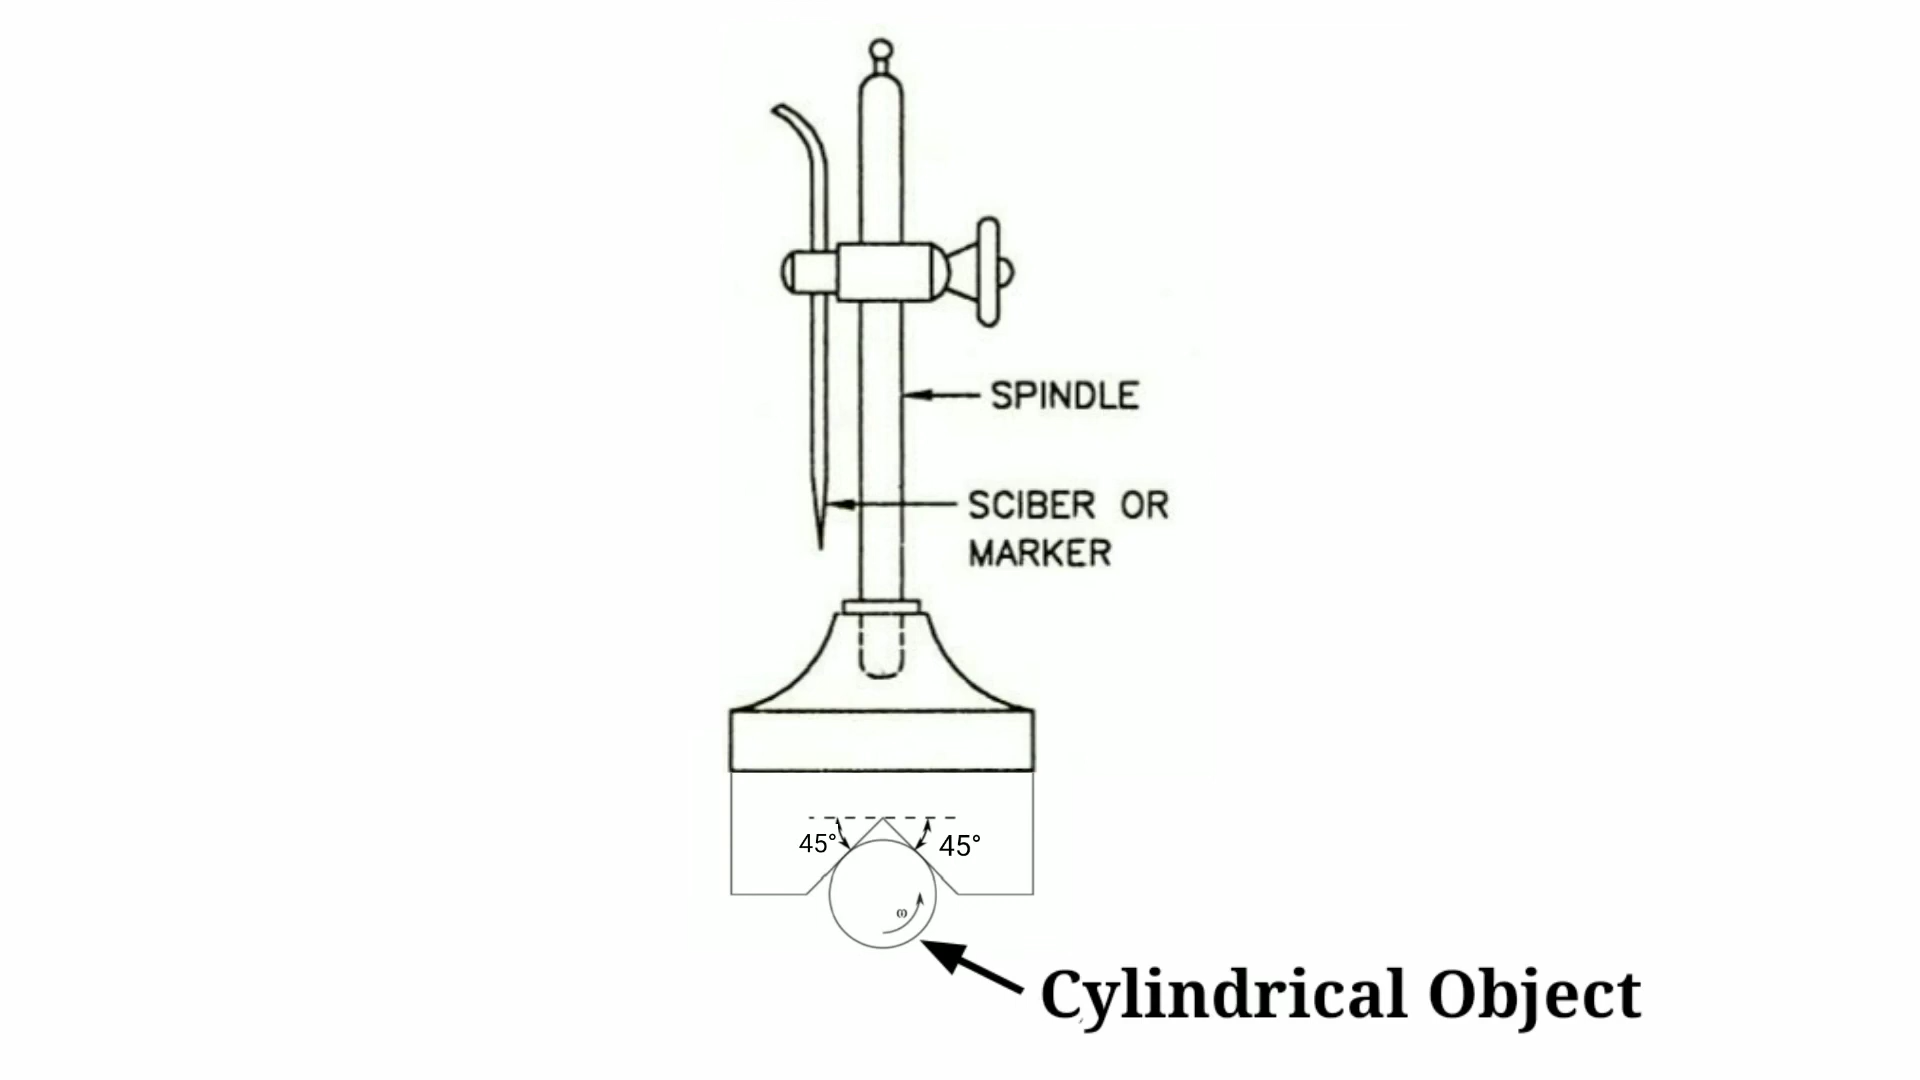 SPINDLE
SCIBER OR
MARKER
45° 45°
ω
Cylindrical Object